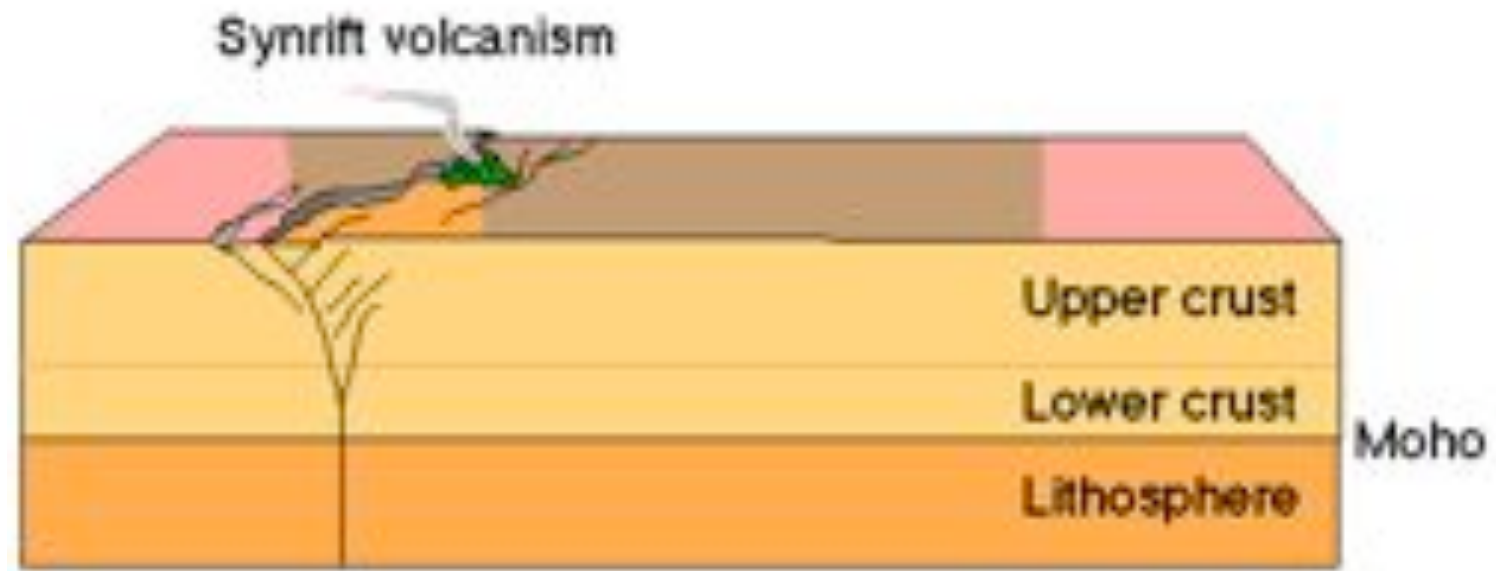 Synrift volcanism
Upper crust
Lower crust
Moho
Lithosphere